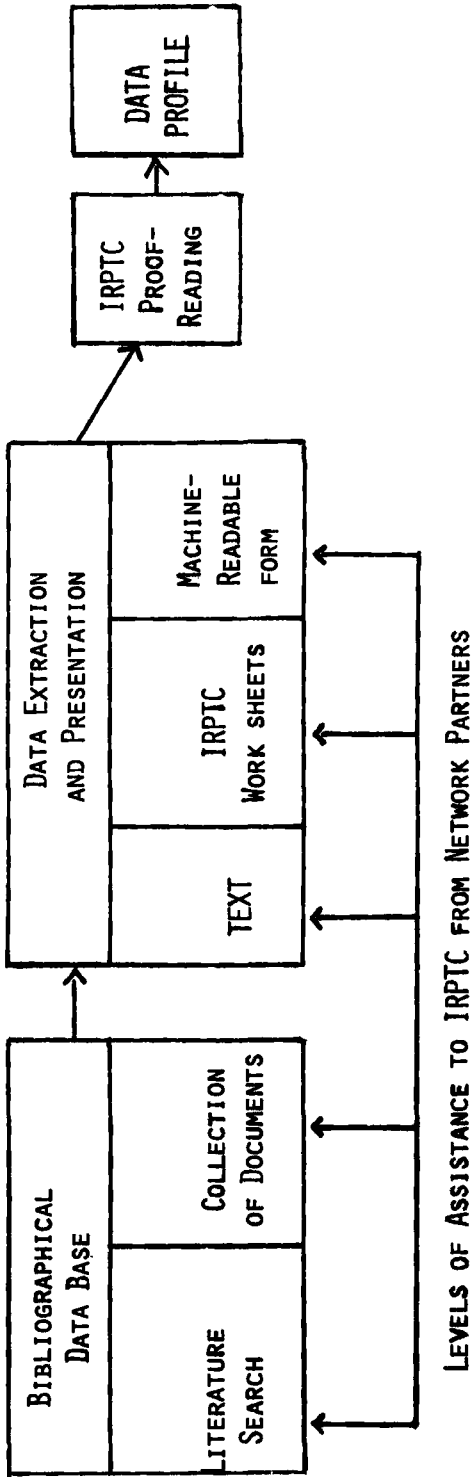 BIBLIOGRAPHICAL
DATA BASE
LITERATURE
SEARCH
COLLECTION
OF DOCUMENTS
DATA EXTRACTION
AND PRESENTATION
TEXT
IRPTC
WORK SHEETS
MACHINE-
READABLE
FORM
IRPTC
PROOF-
READING
DATA
PROFILE
LEVELS OF ASSISTANCE TO IRPTC FROM NETWORK PARTNERS